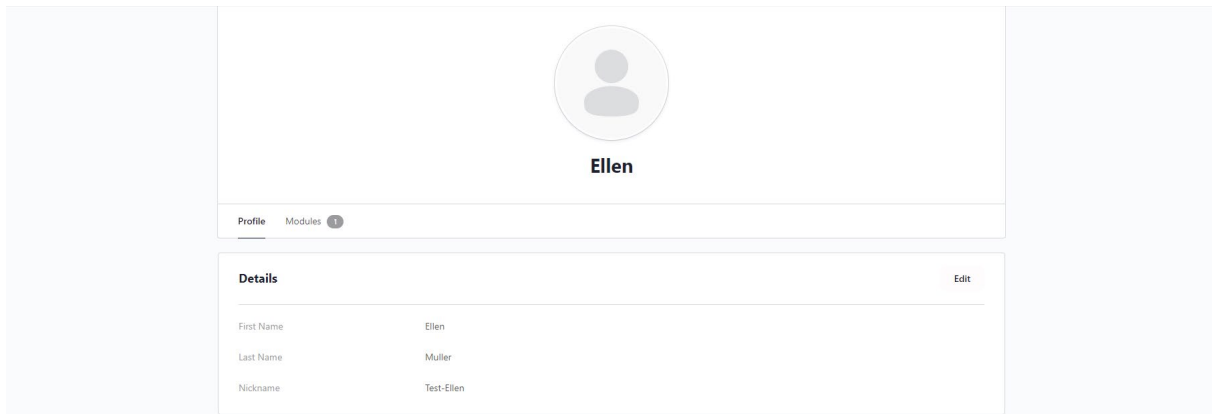 Ellen
Profile Modules 1
Details Edit
First Name Ellen
Last Name Muller
Nickname Test-Ellen